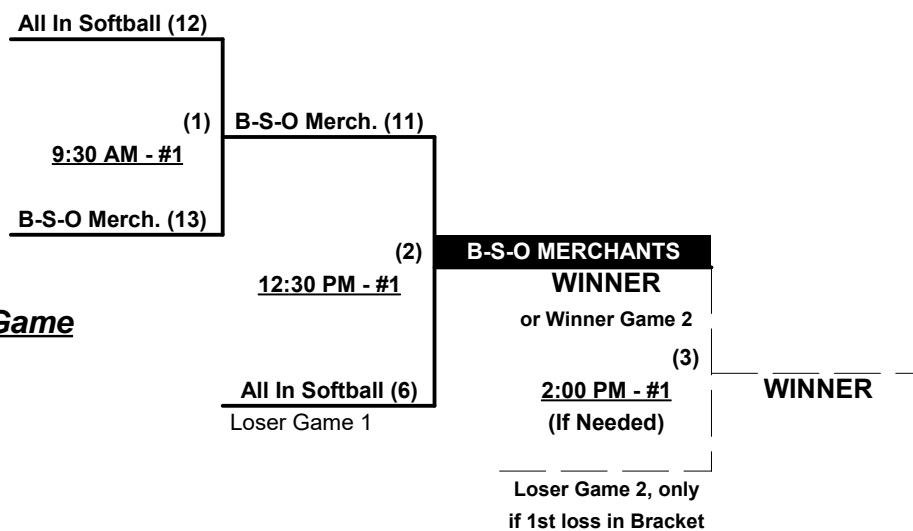 All In Softball (12)
(1)
B-S-O Merch. (11)
9:30 AM - #1
B-S-O Merch. (13)
(2)
B-S-O MERCHANTS
12:30 PM - #1
WINNER
or Winner Game 2
Game
(3)
All In Softball (6)
2:00 PM - #1
WINNER
Loser Game 1
(If Needed)
Loser Game 2, only
if 1st loss in Bracket